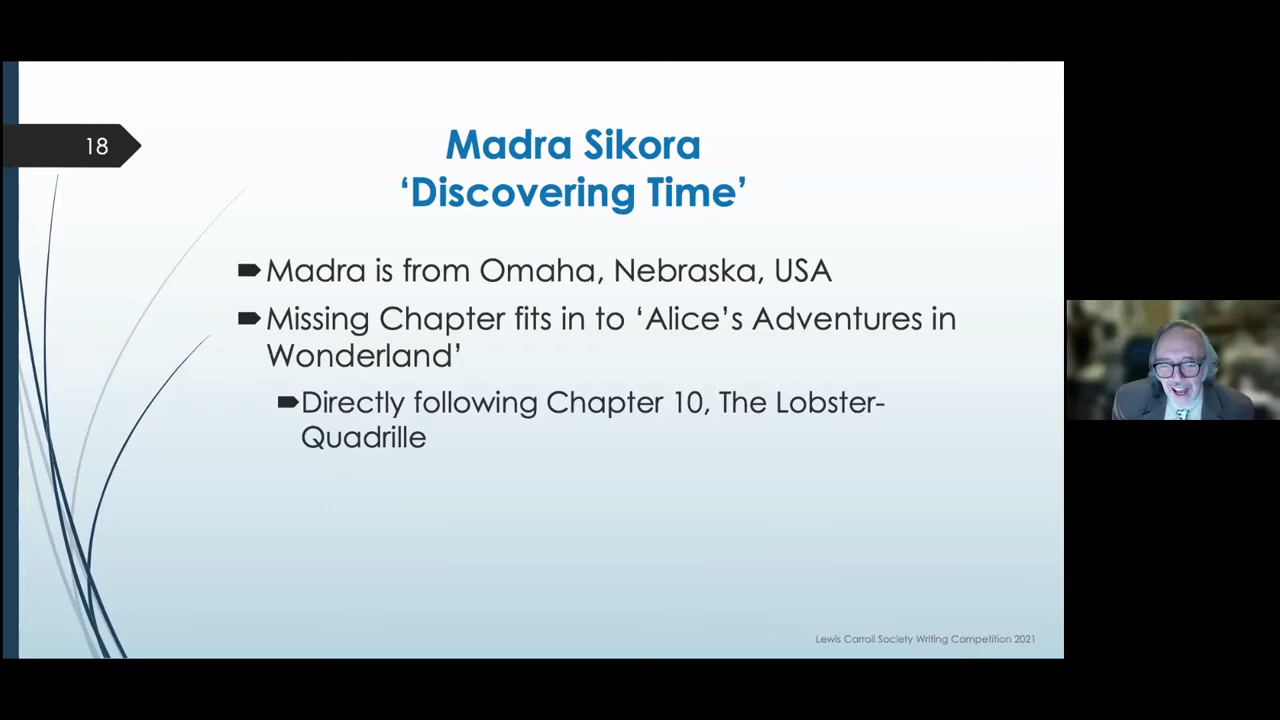 18
Madra Sikora
‘Discovering Time’
Madra is from Omaha, Nebraska, USA
Missing Chapter fits in to ‘Alice’s Adventures in
Wonderland’
Directly following Chapter 10, The Lobster-
Quadrille
Lewis Carroll Society Writing Competition 2021